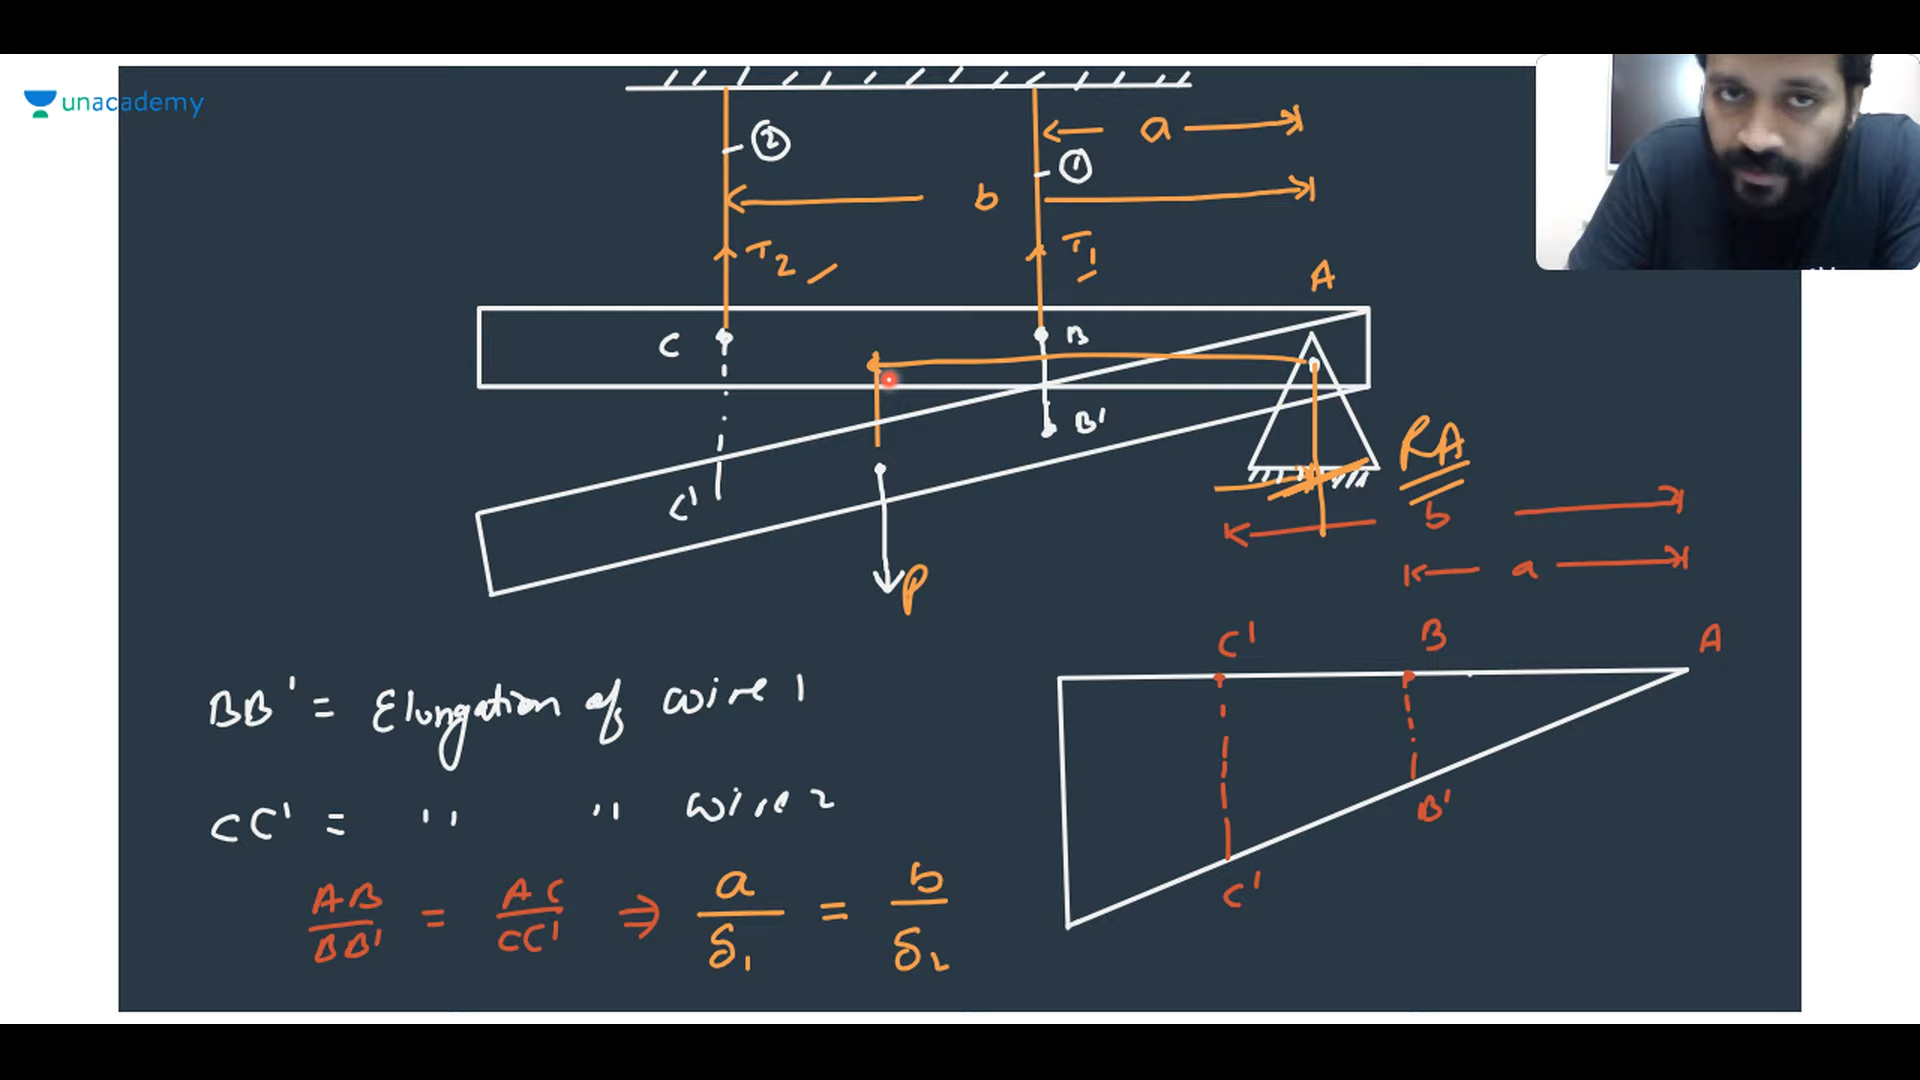 unacademy
②
①
a
b
T2
T1
A
C
B
B'
C'
RA
P
b
a
C'
B
A
BB' = Elongation of wire 1
B'
CC' = " " wire 2
C'
AB/BB' = AC/CC' ⇒ a/δ1 = b/δ2